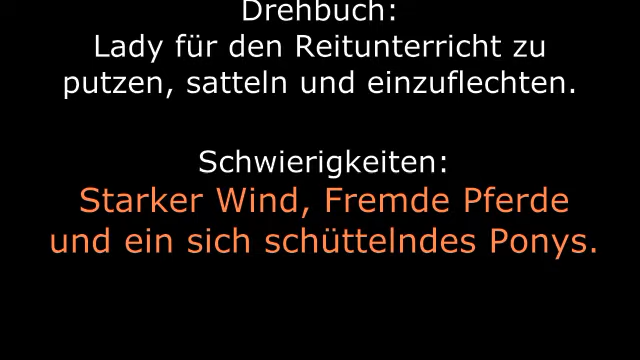 Drehbuch:
Lady für den Reitunterricht zu
putzen, satteln und einzuflechten.
Schwierigkeiten:
Starker Wind, Fremde Pferde
und ein sich schüttelndes Ponys.